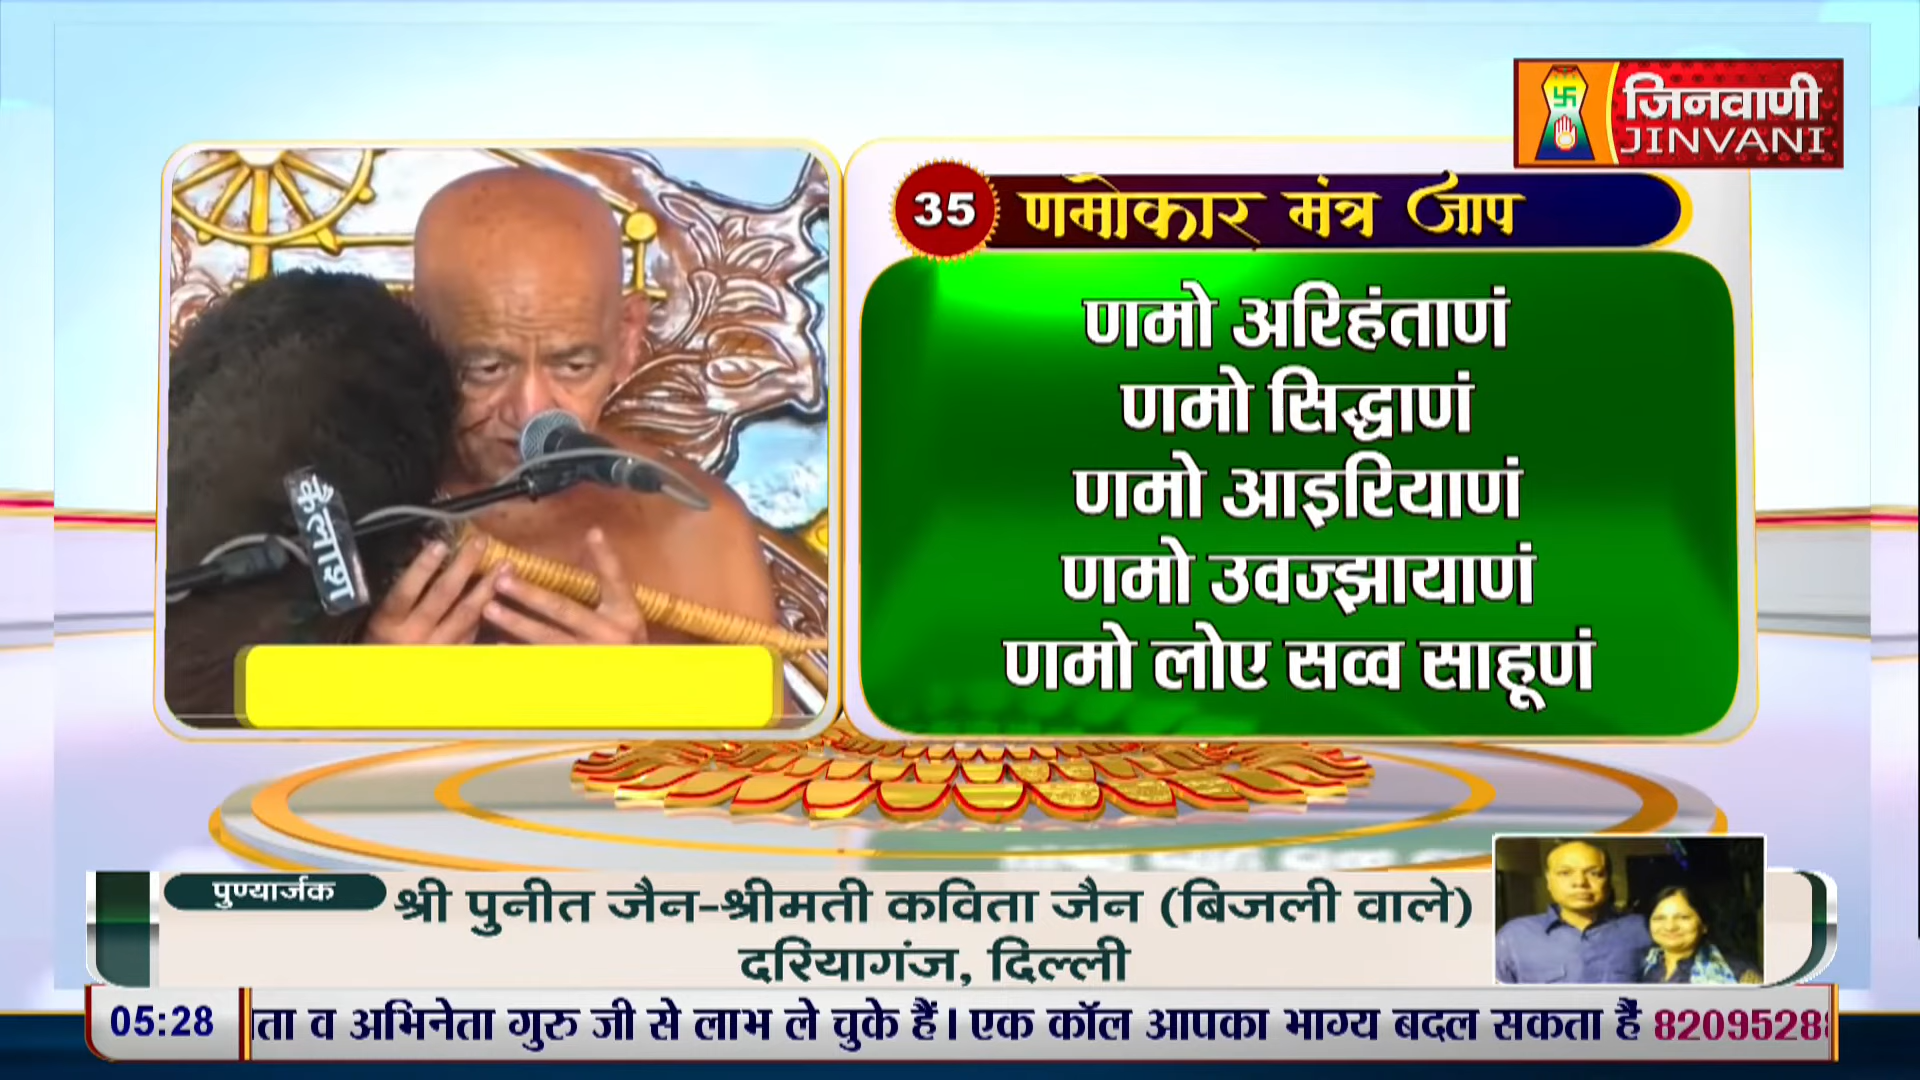 जिनवाणी
JINVANI
35 णमोकार मंत्र जाप
णमो अरिहंताणं
णमो सिद्धाणं
णमो आइरियाणं
णमो उवज्झायाणं
णमो लोए सव्व साहूणं
कैलाश
पुण्यार्जक
श्री पुनीत जैन-श्रीमती कविता जैन (बिजली वाले)
दरियागंज, दिल्ली
05:28 ता व अभिनेता गुरु जी से लाभ ले चुके हैं। एक कॉल आपका भाग्य बदल सकता हैं 8209528